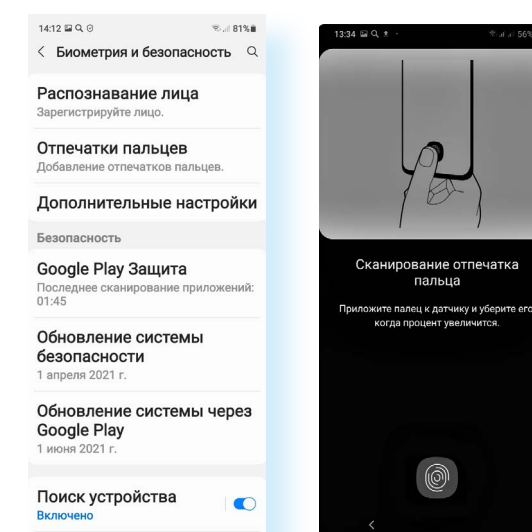 14:12
81%
Биометрия и безопасность
Распознавание лица
Зарегистрируйте лицо.
Отпечатки пальцев
Добавление отпечатков пальцев.
Дополнительные настройки
Безопасность
Google Play Защита
Последнее сканирование приложений:
01:45
Обновление системы
безопасности
1 апреля 2021 г.
Обновление системы через
Google Play
1 июня 2021 г.
Поиск устройства
Включено
13:34
56%
Сканирование отпечатка
пальца
Приложите палец к датчику и уберите его,
когда процент увеличится.